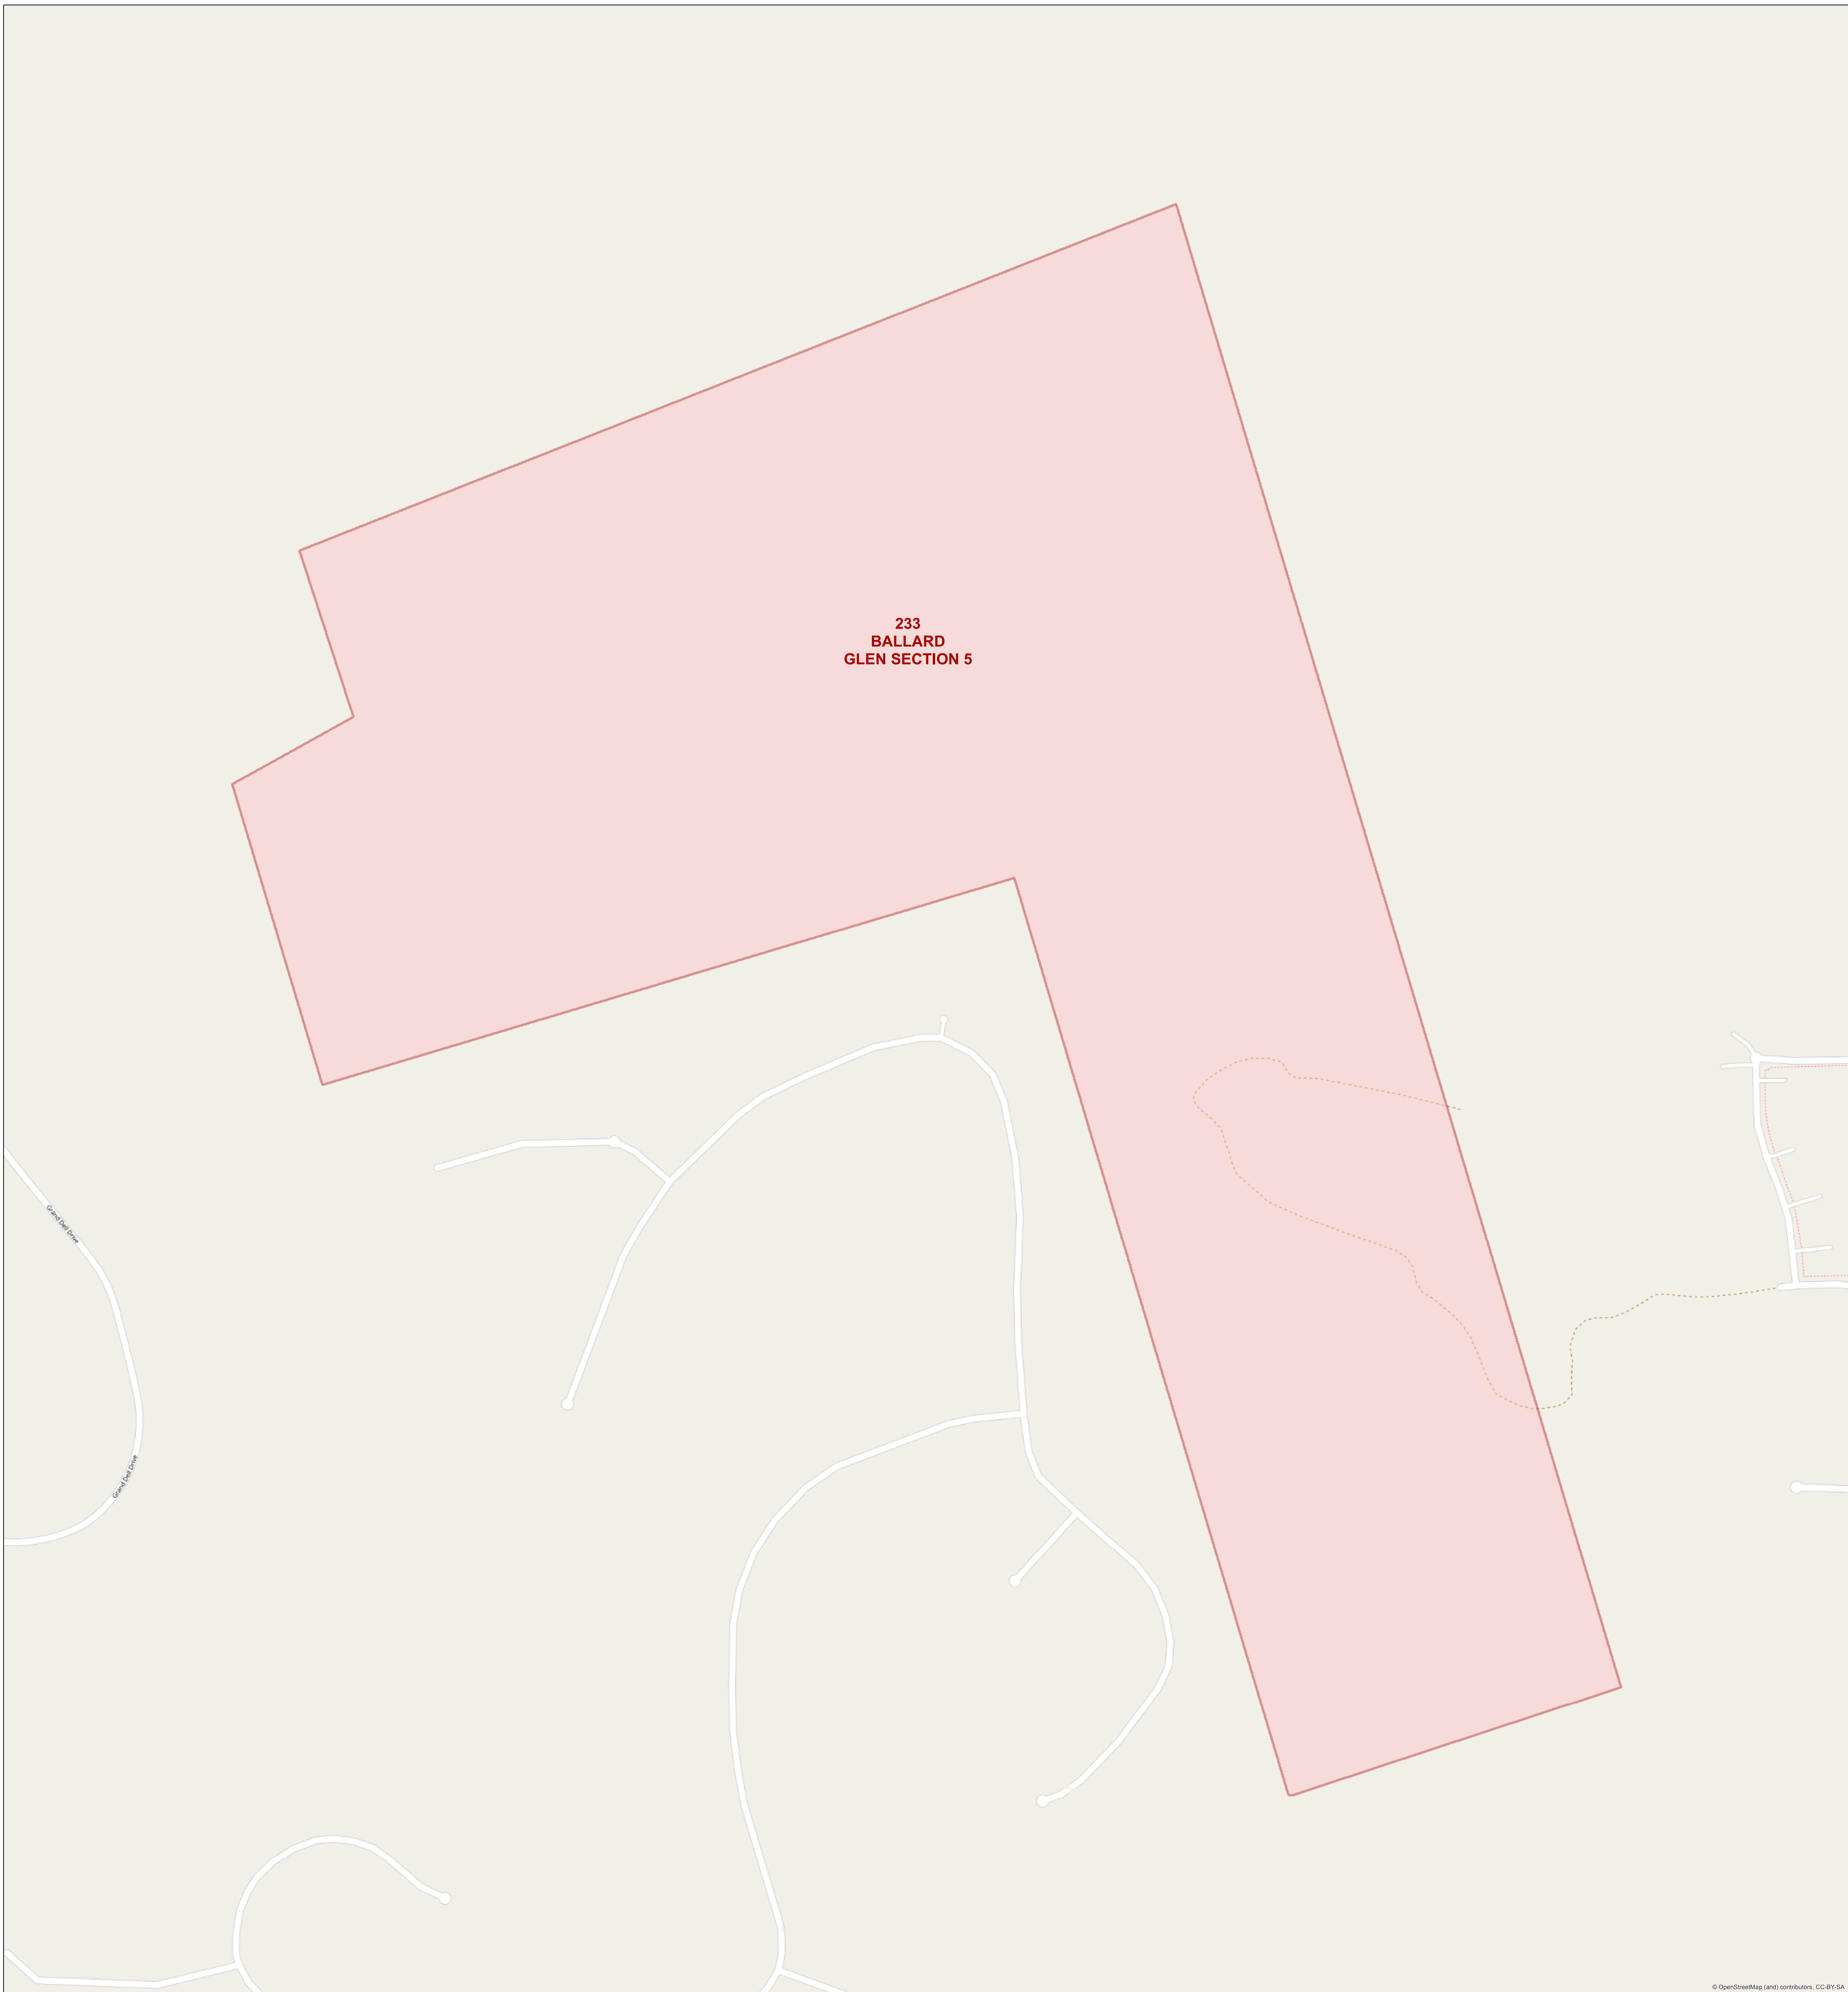 233
BALLARD
GLEN SECTION 5
Grand Dell Drive
Grand Dell Drive
© OpenStreetMap (and) contributors, CC-BY-SA